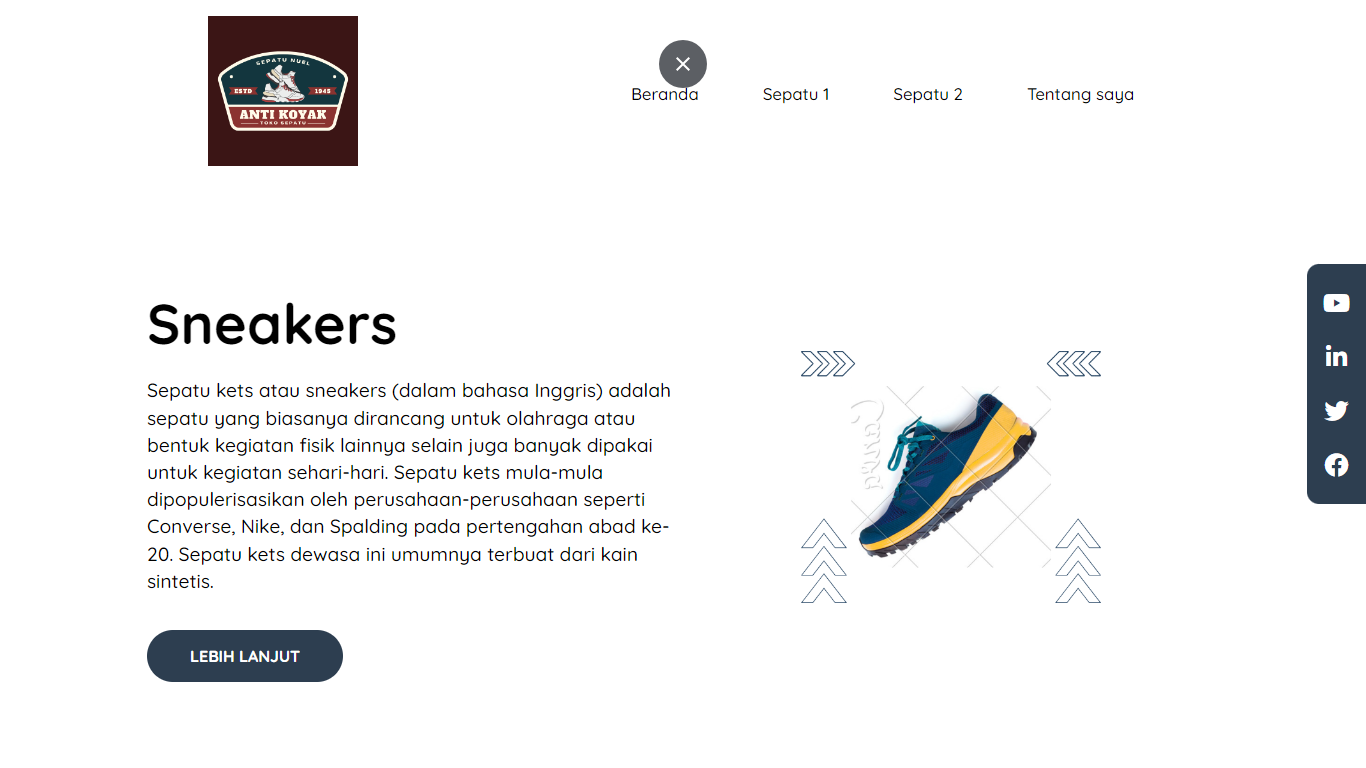 SEPATU NUEL
ESTD
1945
ANTI KOYAK
TOKO SEPATU
Beranda
Sepatu 1
Sepatu 2
Tentang saya
Sneakers
Sepatu kets atau sneakers (dalam bahasa Inggris) adalah
sepatu yang biasanya dirancang untuk olahraga atau
bentuk kegiatan fisik lainnya selain juga banyak dipakai
untuk kegiatan sehari-hari. Sepatu kets mula-mula
dipopulerisasikan oleh perusahaan-perusahaan seperti
Converse, Nike, dan Spalding pada pertengahan abad ke-
20. Sepatu kets dewasa ini umumnya terbuat dari kain
sintetis.
Canva
LEBIH LANJUT